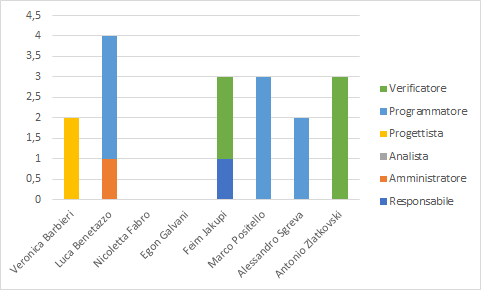 4,5
4
3,5
3
2,5
2
1,5
1
0,5
0
Veronica Barbieri
Luca Benetazzo
Nicoletta Fabro
Egon Galvani
Feim Jakupi
Marco Positello
Alessandro Sgreva
Antonio Zlatkovski
Verificatore
Programmatore
Progettista
Analista
Amministratore
Responsabile